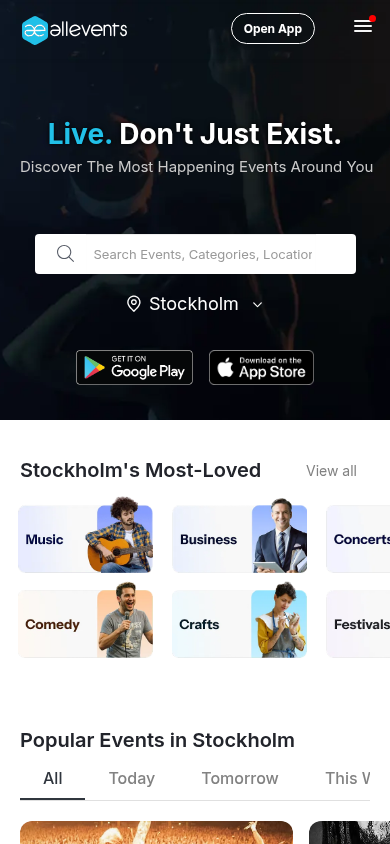 ae allevents
Open App
Live. Don't Just Exist.
Discover The Most Happening Events Around You
Search Events, Categories, Location
Stockholm
GET IT ON
Google Play
Download on the
App Store
Stockholm's Most-Loved
View all
Music
Business
Concerts
Comedy
Crafts
Festivals
Popular Events in Stockholm
All
Today
Tomorrow
This W